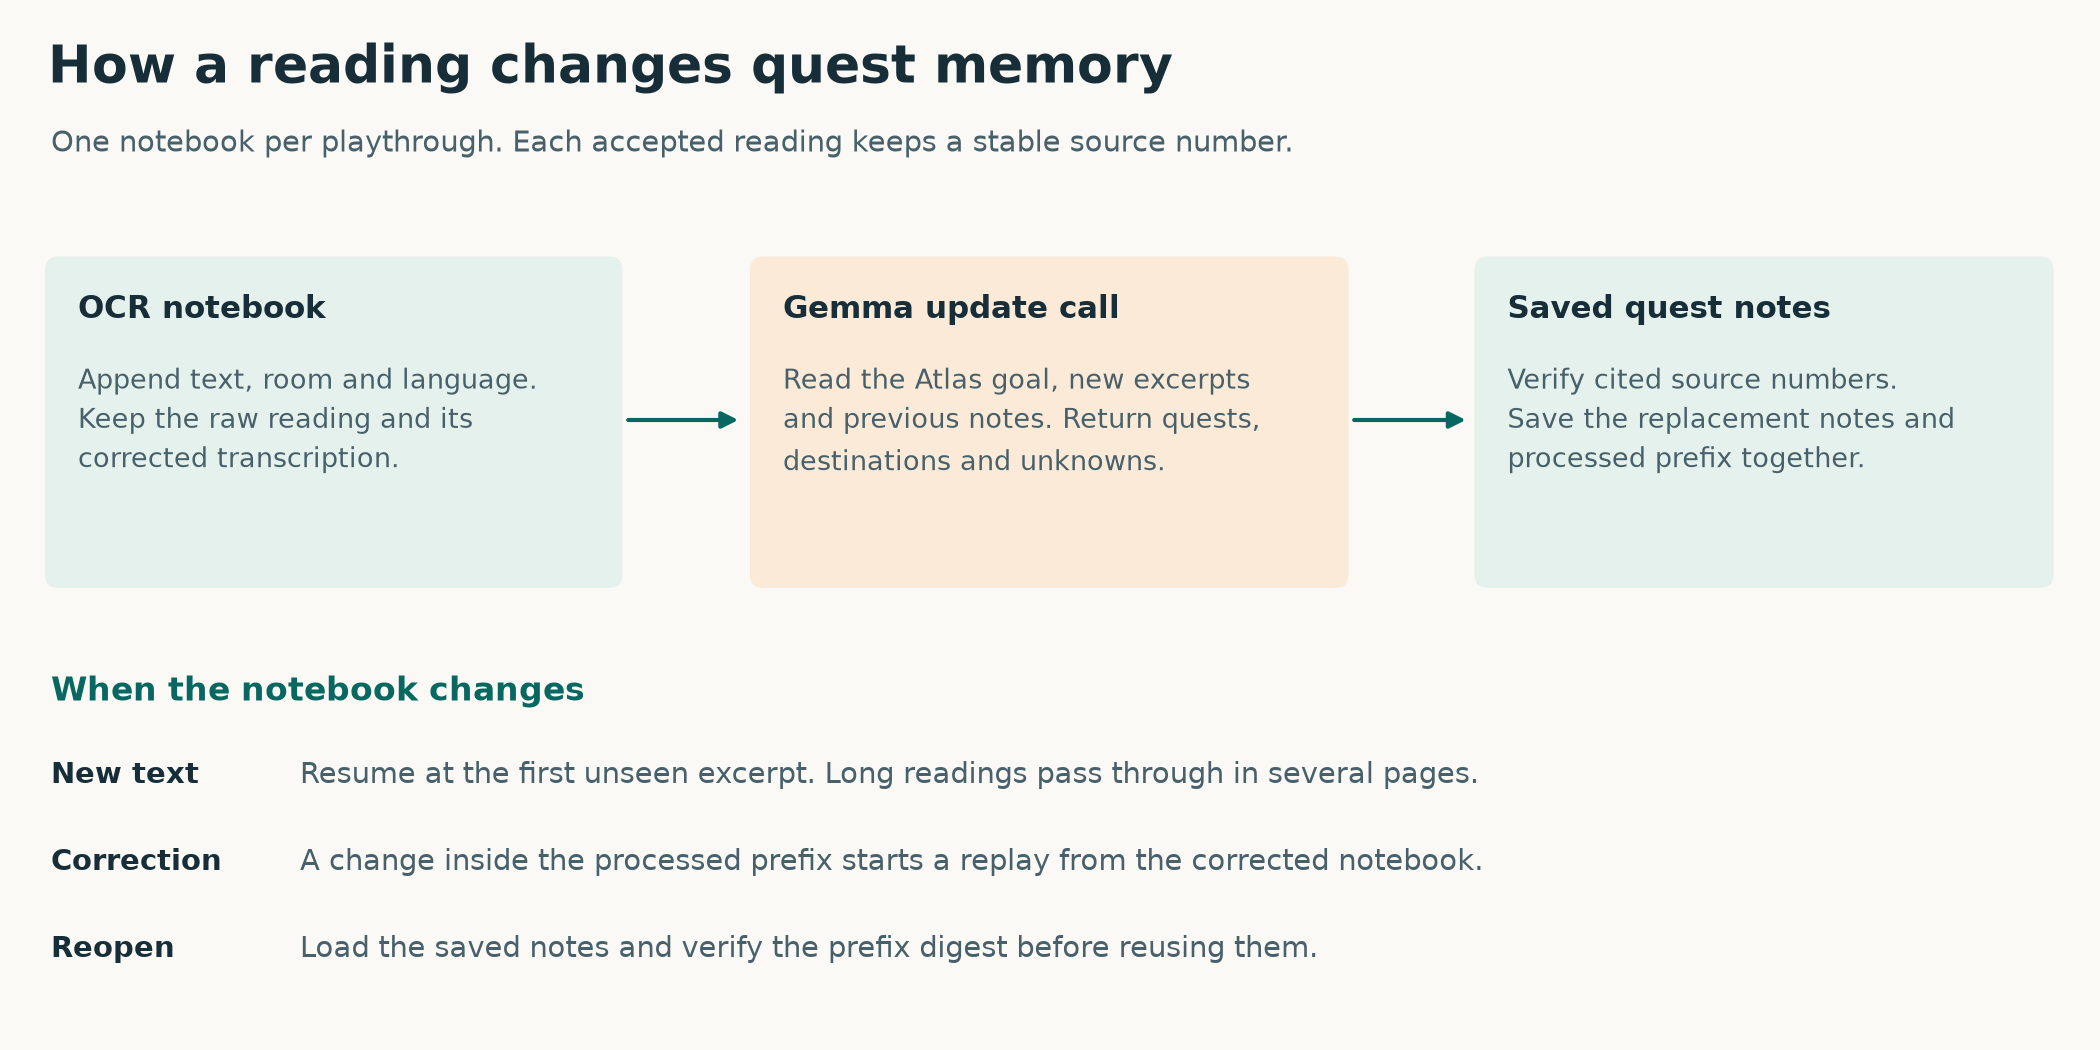 How a reading changes quest memory
One notebook per playthrough. Each accepted reading keeps a stable source number.
OCR notebook
Append text, room and language.
Keep the raw reading and its
corrected transcription.
Gemma update call
Read the Atlas goal, new excerpts
and previous notes. Return quests,
destinations and unknowns.
Saved quest notes
Verify cited source numbers.
Save the replacement notes and
processed prefix together.
When the notebook changes
New text Resume at the first unseen excerpt. Long readings pass through in several pages.
Correction A change inside the processed prefix starts a replay from the corrected notebook.
Reopen Load the saved notes and verify the prefix digest before reusing them.